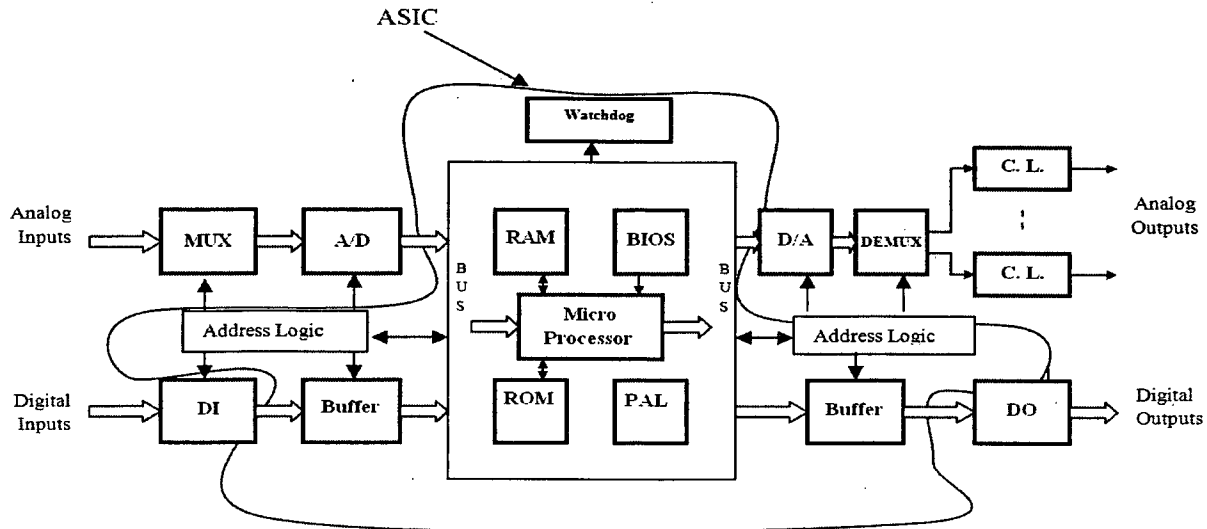 ASIC
Watchdog
Analog
Inputs
MUX
A/D
B
U
S
RAM
BIOS
B
U
S
D/A
DEMUX
C. L.
C. L.
Analog
Outputs
Address Logic
Micro
Processor
Address Logic
Digital
Inputs
DI
Buffer
ROM
PAL
Buffer
DO
Digital
Outputs